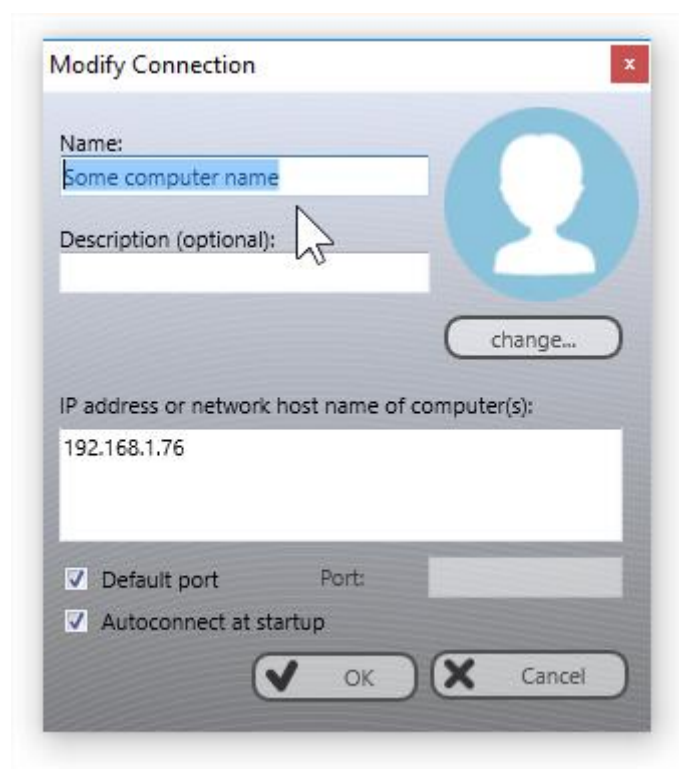 Modify Connection
x
Name:
Some computer name
Description (optional):
change...
IP address or network host name of computer(s):
192.168.1.76
Default port Port:
Autoconnect at startup
OK Cancel